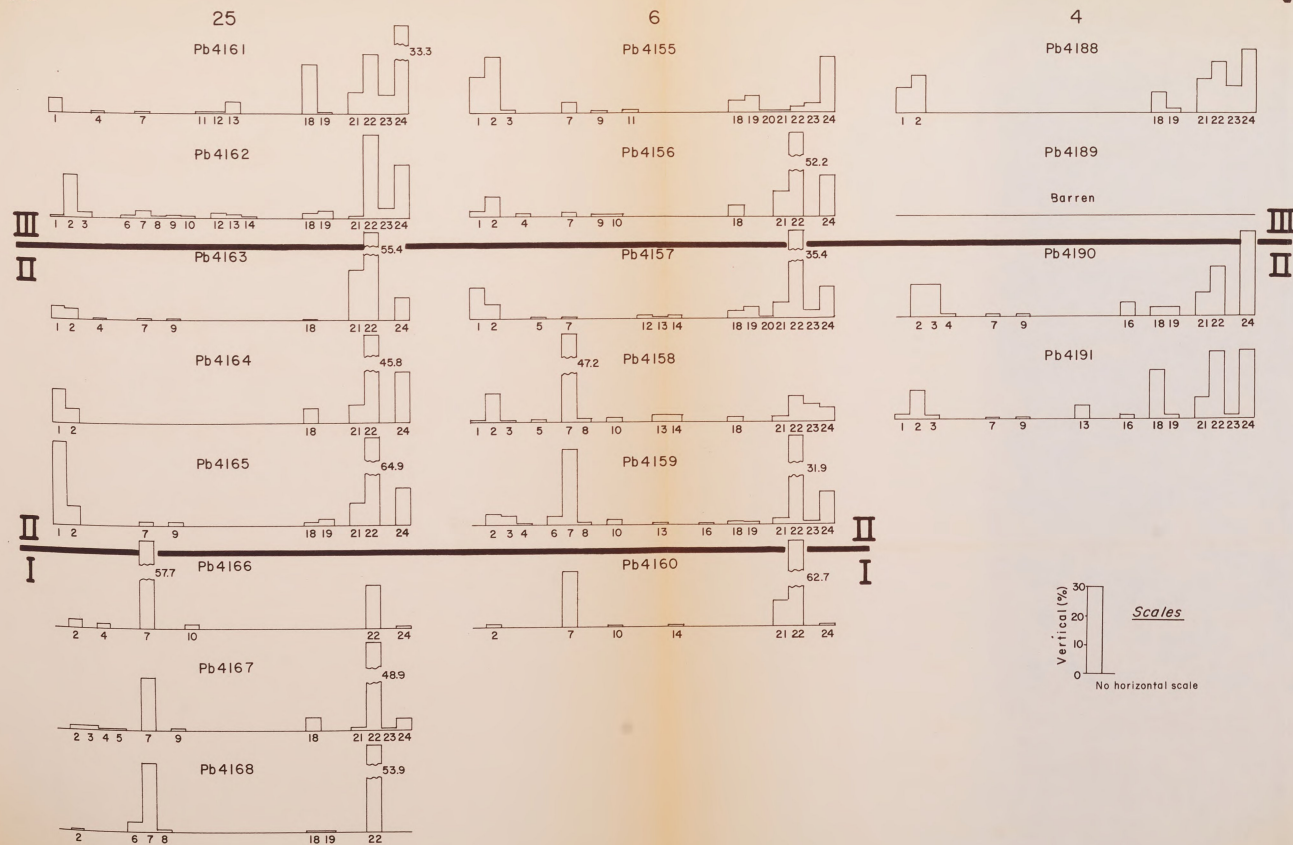 25
Pb4161
33.3
1 4 7 11 12 13 18 19 21 22 23 24
Pb4162
1 2 3 6 7 8 9 10 12 13 14 18 19 21 22 23 24
III
II
55.4
Pb4163
1 2 4 7 9 18 21 22 24
Pb4164
45.8
1 2 18 21 22 24
Pb4165
64.9
1 2 7 9 18 19 21 22 24
II
I
57.7
Pb4166
2 4 7 10 22 24
Pb4167
48.9
2 3 4 5 7 9 18 21 22 23 24
Pb4168
53.9
2 6 7 8 18 19 22
6
Pb4155
1 2 3 7 9 11 18 19 20 21 22 23 24
Pb4156
52.2
1 2 4 7 9 10 18 21 22 24
Pb4157
35.4
1 2 5 7 12 13 14 18 19 20 21 22 23 24
Pb4158
47.2
1 2 3 5 7 8 10 13 14 18 21 22 23 24
Pb4159
31.9
2 3 4 6 7 8 10 13 16 18 19 21 22 23 24
II
I
Pb4160
62.7
2 7 10 14 21 22 24
4
Pb4188
1 2 18 19 21 22 23 24
Pb4189
Barren
III
II
Pb4190
2 3 4 7 9 16 18 19 21 22 24
Pb4191
1 2 3 7 9 13 16 18 19 21 22 23 24
Vertical (%)
30
20
10
0
Scales
No horizontal scale